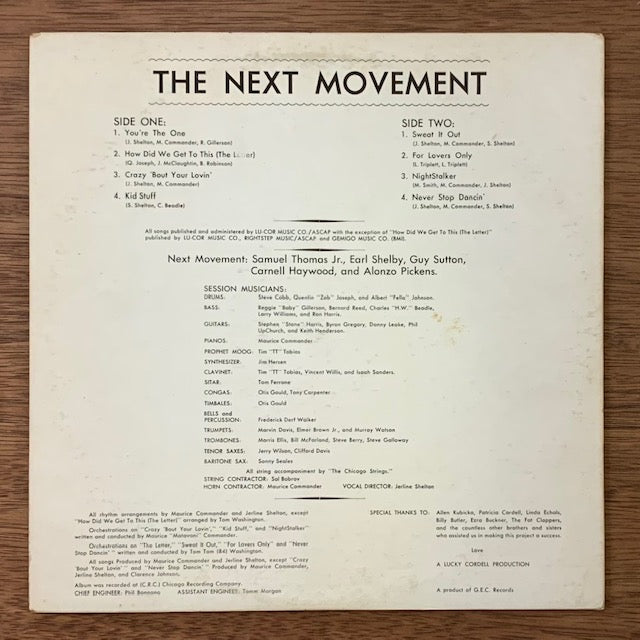 THE NEXT MOVEMENT
SIDE ONE:
1. You're The One
(J. Shelton, M. Commander, R. Gillerson)
2. How Did We Get To This (The L er)
(Q. Joseph, J. McClaughtin, B. Robinson)
3. Crazy 'Bout Your Lovin'
(J. Shelton, M. Commander)
4. Kid Stuff
(S. Shelton, C. Beadle)
SIDE TWO:
1. Sweat It Out
(J. Shelton, M. Commander, S. Shelton)
2. For Lovers Only
(L. Triplett, L. Triplett)
3. NightStalker
(M. Smith, M. Commander, J. Shelton)
4. Never Stop Dancin'
(J. Shelton, M. Commander, S. Shelton)
All songs published and administered by LU-COR MUSIC CO./ASCAP with the exception of "How Did We Get To This (The Letter)"
published by LU-COR MUSIC CO., RIGHTSTEP MUSIC/ASCAP and GEMIGO MUSIC CO. (BMI).
Next Movement: Samuel Thomas Jr., Earl Shelby, Guy Sutton,
Carnell Haywood, and Alonzo Pickens.
SESSION MUSICIANS:
DRUMS: Steve Cobb, Quentin "Zob" Joseph, and Albert "Fella" Johnson.
BASS: Reggie "Baby" Gillerson, Bernard Reed, Charles "H.W." Beadle,
Larry Williams, and Ron Harris.
GUITARS: Stephen "Stone" Harris, Byron Gregory, Danny Leake, Phil
UpChurch, and Keith Henderson.
PIANOS: Maurice Commander
PROPHET MOOG: Tim "TT" Tobias
SYNTHESIZER: Jim Hersen
CLAVINET: Tim "TT" Tobias, Vincent Willis, and Isaah Sanders.
SITAR: Tom Ferrone
CONGAS: Otis Gould, Tony Carpenter
TIMBALES: Otis Gould
BELLS and
PERCUSSION: Frederick Derf Walker
TRUMPETS: Marvin Davis, Elmer Brown Jr., and Murray Watson
TROMBONES: Morris Ellis, Bill McFarland, Steve Berry, Steve Galloway
TENOR SAXES: Jerry Wilson, Clifford Davis
BARITONE SAX: Sonny Seales
All string accompaniment by "The Chicago Strings."
STRING CONTRACTOR: Sol Bobrov
HORN CONTRACTOR: Maurice Commander VOCAL DIRECTOR: Jerline Shelton
All rhythm arrangements by Maurice Commander and Jerline Shelton, except
"How Did We Get To This (The Letter)" arranged by Tom Washington.
Orchestrations on "Crazy 'Bout Your Lovin'," "Kid Stuff," and "NightStalker"
written and conducted by Maurice "Matovani" Commander.
Orchestrations on "The Letter," "Sweat It Out," "For Lovers Only" and "Never
Stop Dancin' " written and conducted by Tom Tom (84) Washington.
All songs Produced by Maurice Commander and Jerline Shelton, except "Crazy
'Bout Your Lovin' " and "Never Stop Dancin' " Produced by Maurice Commander,
Jerline Shelton, and Clarence Johnson.
Album was recorded at (C.R.C.) Chicago Recording Company.
CHIEF ENGINEER: Phil Bonnano ASSISTANT ENGINEER: Tomm Morgan
SPECIAL THANKS TO: Allen Kubicka, Patricia Cordell, Linda Echols,
Billy Butler, Ezra Buckner, The Fat Chappers,
and the countless other brothers and sisters
who assisted us in making this project a success.
Love
A LUCKY CORDELL PRODUCTION
A product of G.E.C. Records